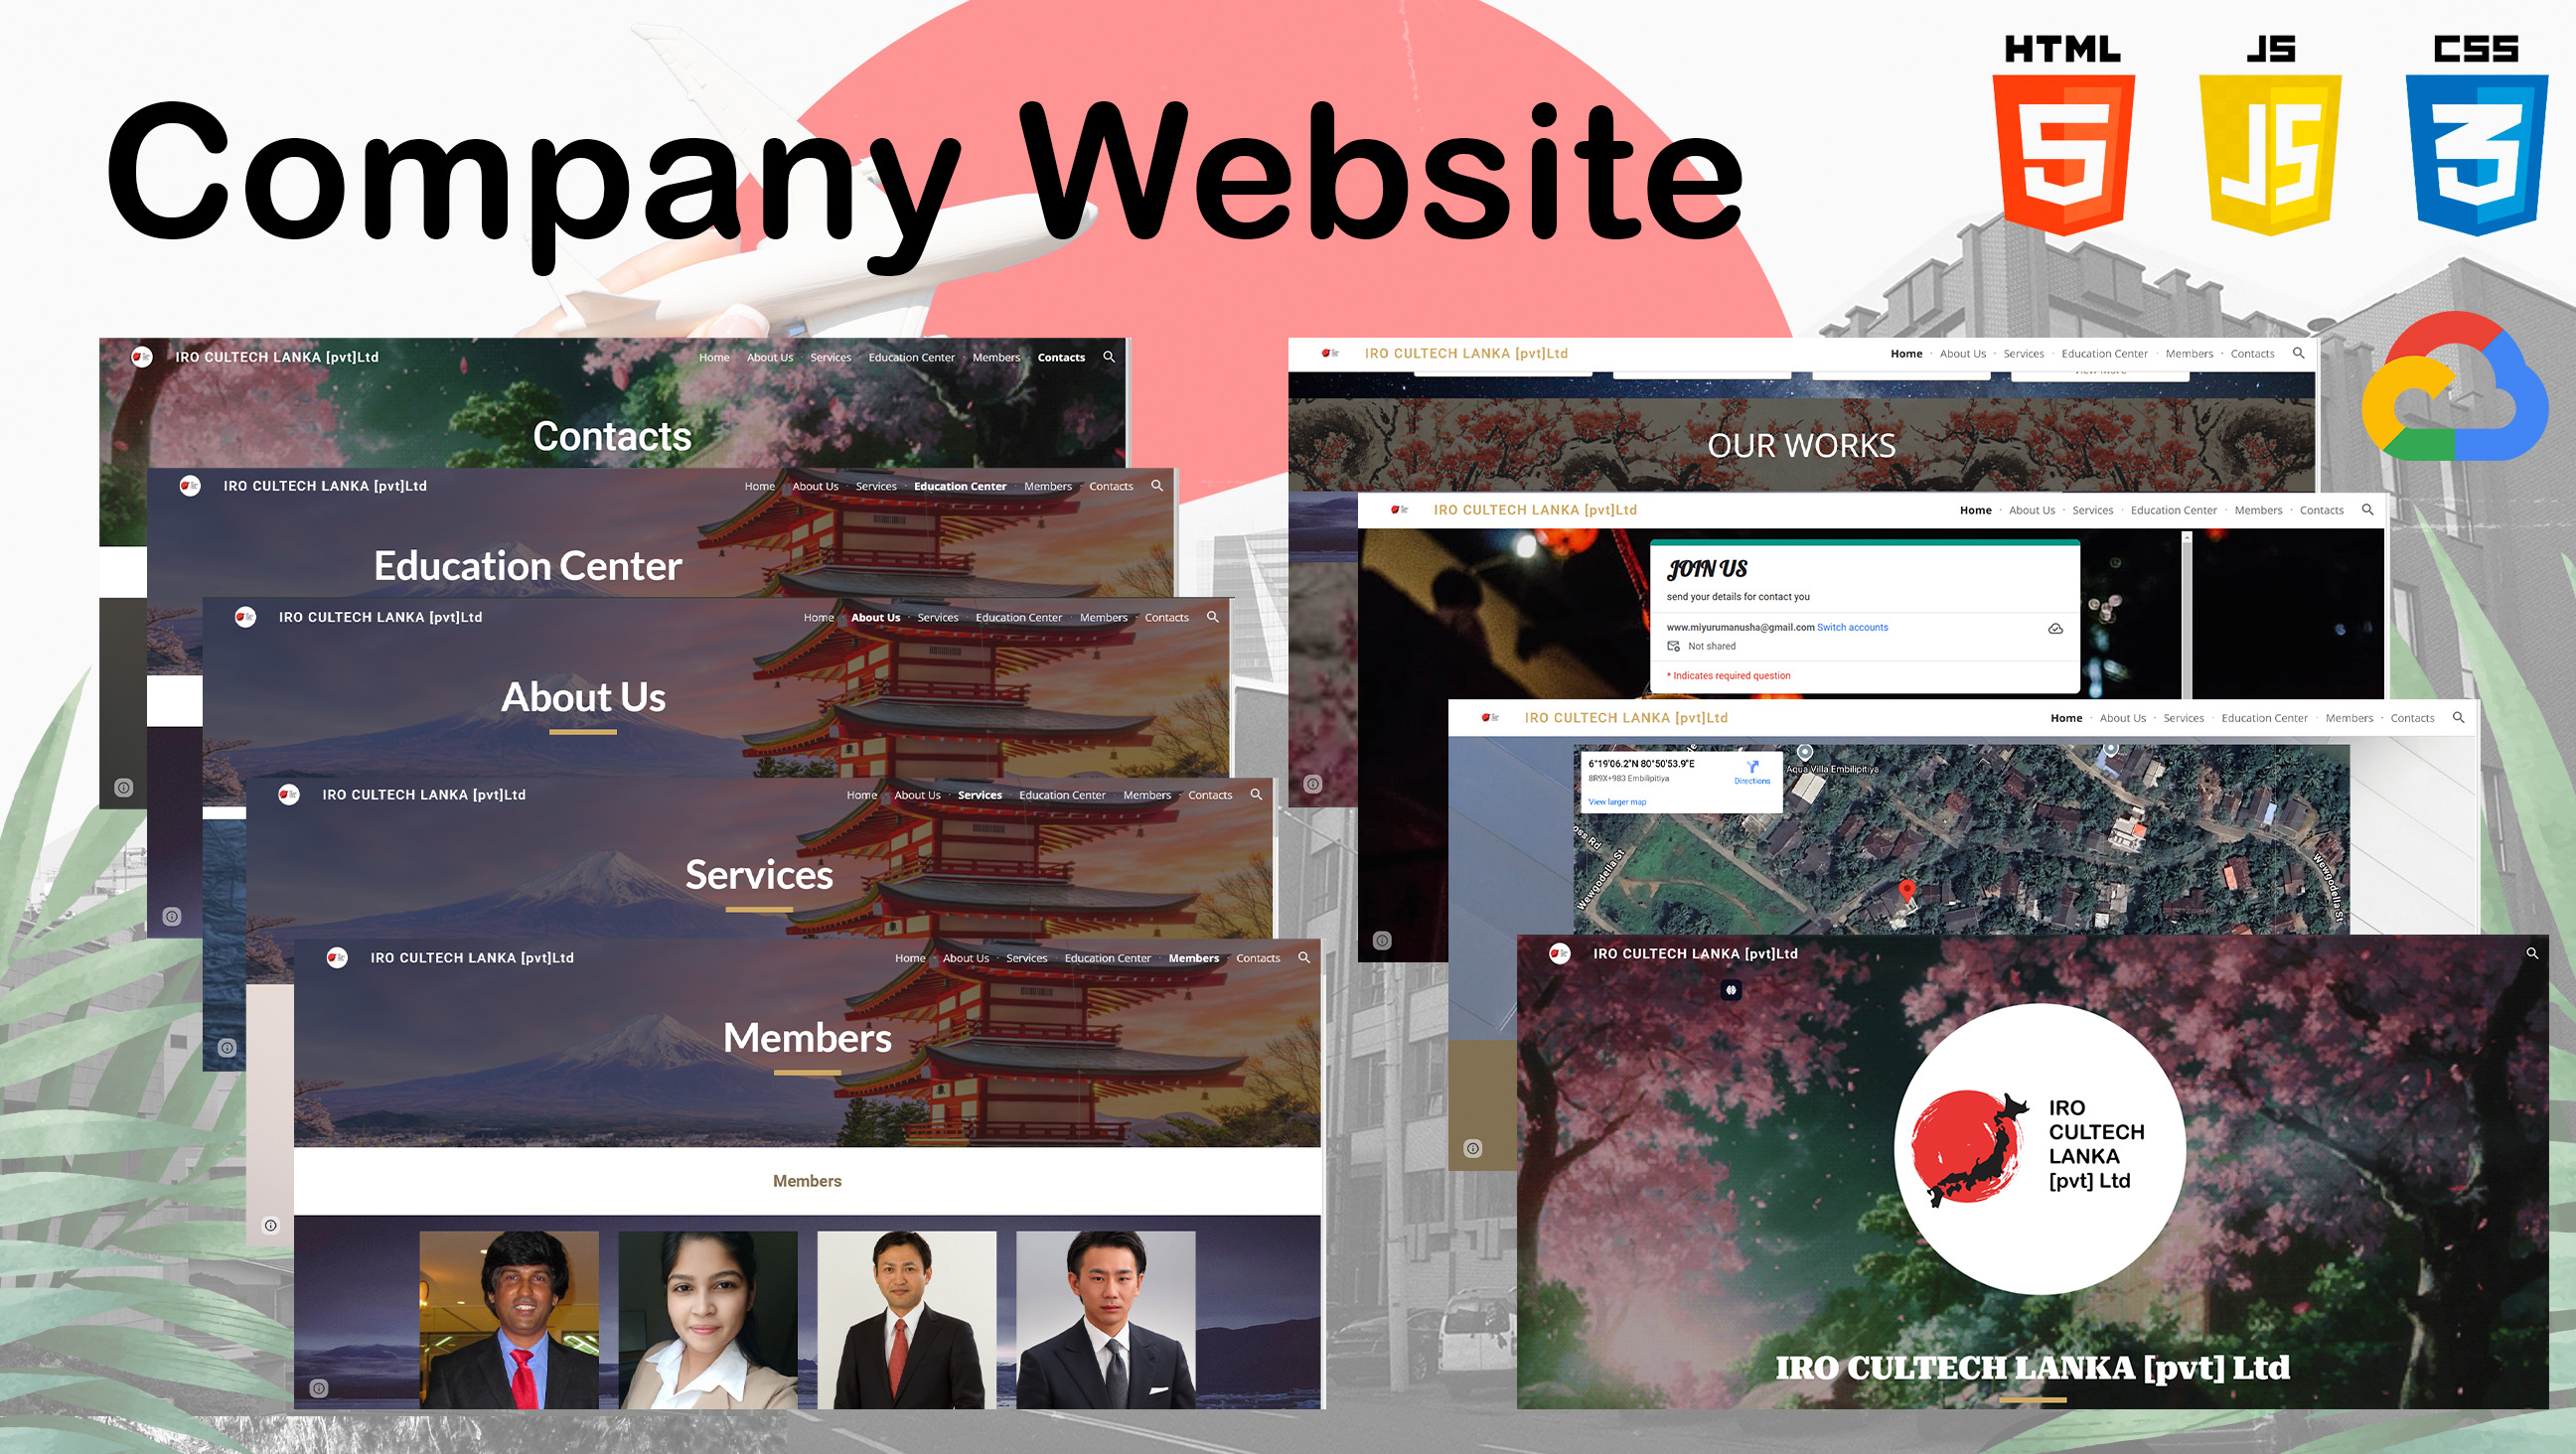 Company Website
HTML
JS
CSS
IRO CULTECH LANKA [pvt]Ltd
Home · About Us · Services · Education Center · Members · Contacts
Contacts
IRO CULTECH LANKA [pvt]Ltd
Home · About Us · Services · Education Center · Members · Contacts
Education Center
IRO CULTECH LANKA [pvt]Ltd
Home · About Us · Services · Education Center · Members · Contacts
About Us
IRO CULTECH LANKA [pvt]Ltd
Home · About Us · Services · Education Center · Members · Contacts
Services
IRO CULTECH LANKA [pvt]Ltd
Home · About Us · Services · Education Center · Members · Contacts
Members
Members
IRO CULTECH LANKA [pvt]Ltd
Home · About Us · Services · Education Center · Members · Contacts
View More
OUR WORKS
IRO CULTECH LANKA [pvt]Ltd
Home · About Us · Services · Education Center · Members · Contacts
JOIN US
send your details for contact you
www.miyurumanusha@gmail.com Switch accounts
Not shared
* Indicates required question
IRO CULTECH LANKA [pvt]Ltd
Home · About Us · Services · Education Center · Members · Contacts
6°19'06.2"N 80°50'53.9"E
8R9X+983 Embilipitiya
Directions
View larger map
Aqua Villa Embilipitiya
oss Rd
Wewgodella St
Wewgodella St
IRO CULTECH LANKA [pvt]Ltd
IRO
CULTECH
LANKA
[pvt] Ltd
IRO CULTECH LANKA [pvt] Ltd